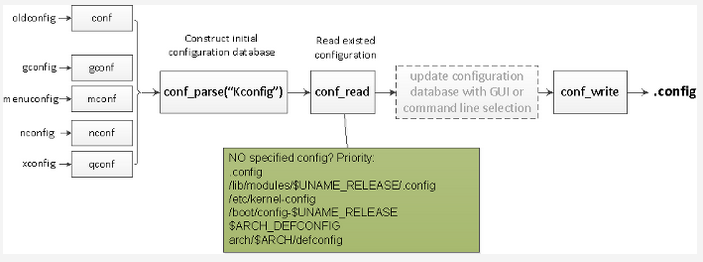 oldconfig
conf
gconfig
gconf
menuconfig
mconf
nconfig
nconf
xconfig
qconf
Construct initial
configuration database
conf_parse("Kconfig")
Read existed
configuration
conf_read
update configuration
database with GUI or
command line selection
conf_write
.config
NO specified config? Priority:
.config
/lib/modules/$UNAME_RELEASE/.config
/etc/kernel-config
/boot/config-$UNAME_RELEASE
$ARCH_DEFCONFIG
arch/$ARCH/defconfig